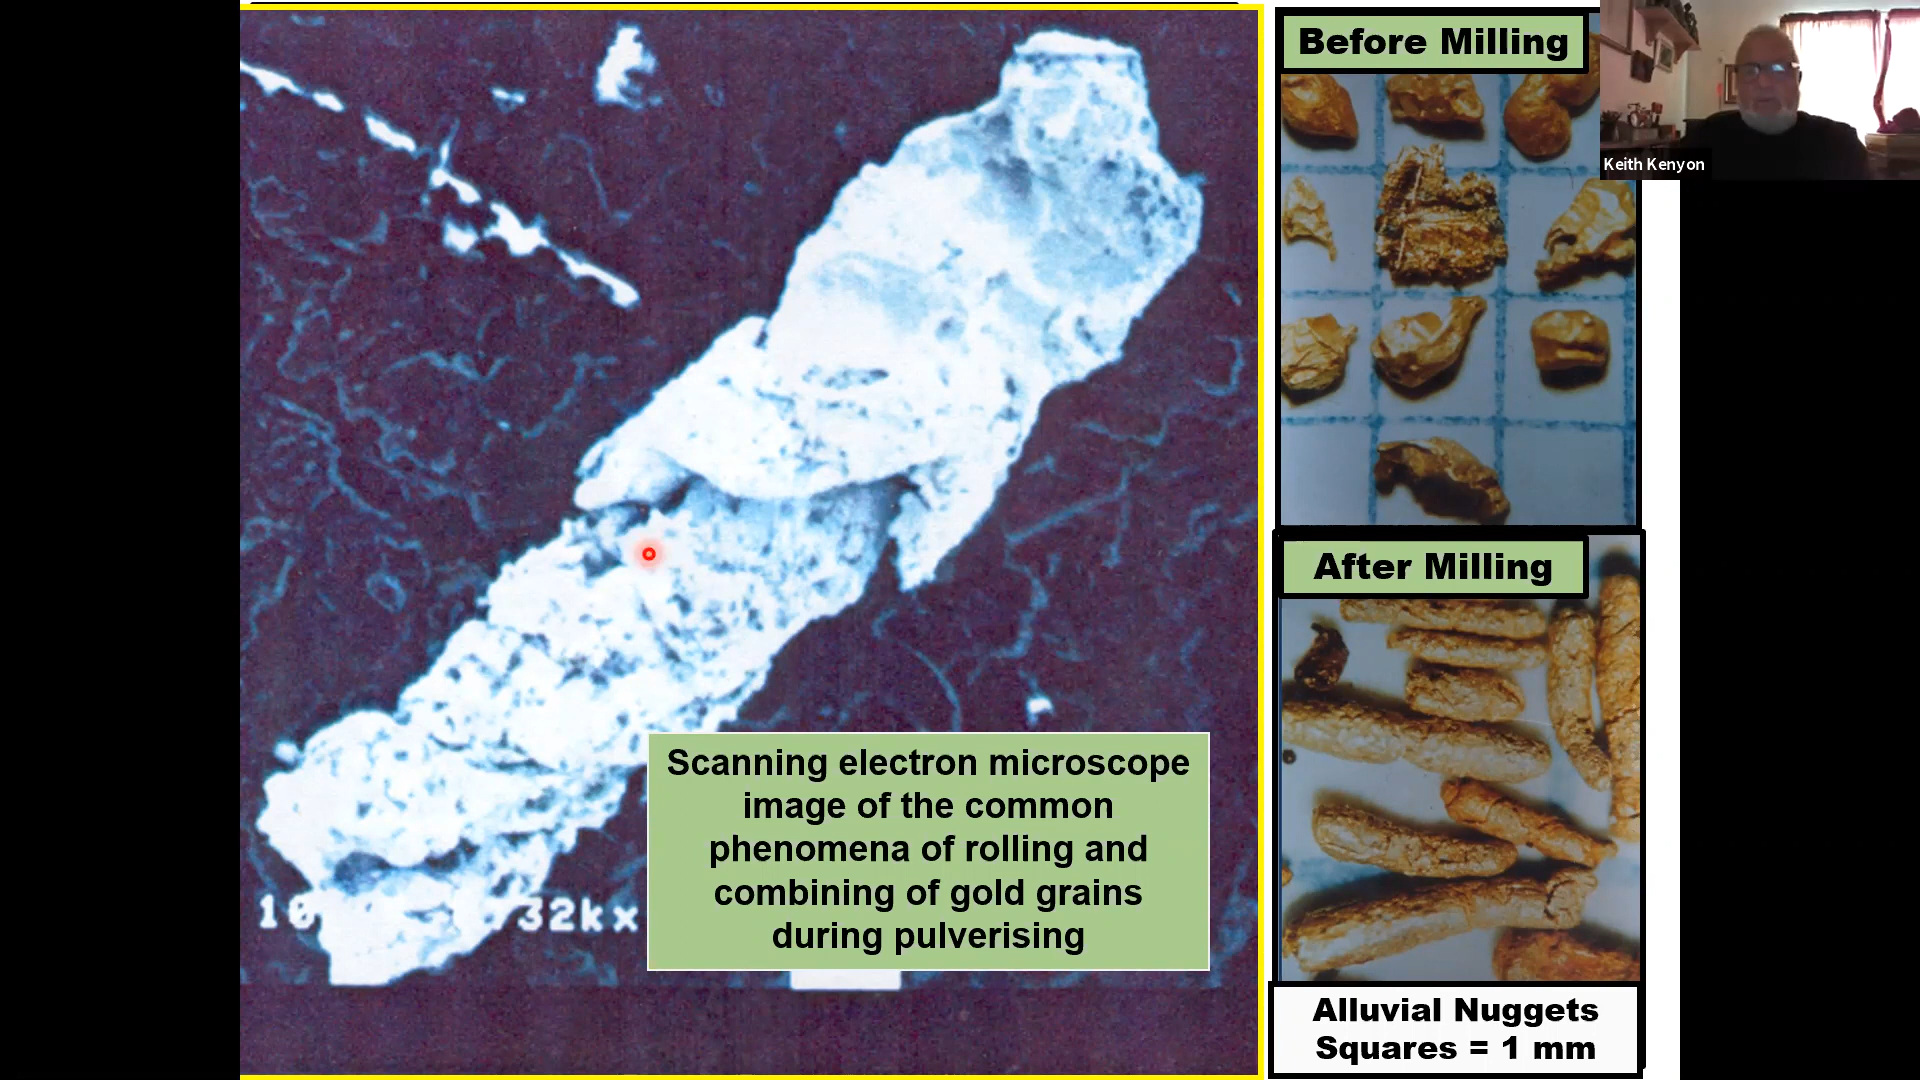 Before Milling
Keith Kenyon
After Milling
Scanning electron microscope
image of the common
phenomena of rolling and
combining of gold grains
during pulverising
32kx
Alluvial Nuggets
Squares = 1 mm